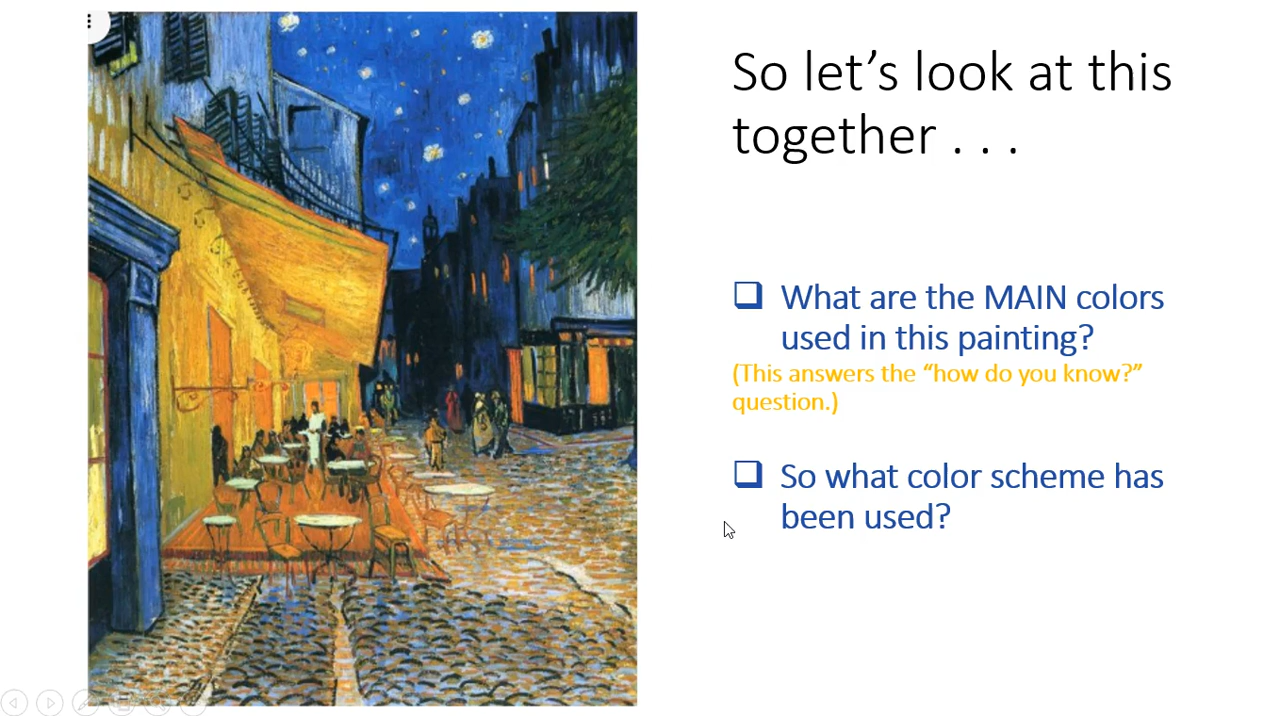 So let’s look at this
together . . .
❑ What are the MAIN colors
used in this painting?
(This answers the “how do you know?”
question.)
❑ So what color scheme has
been used?